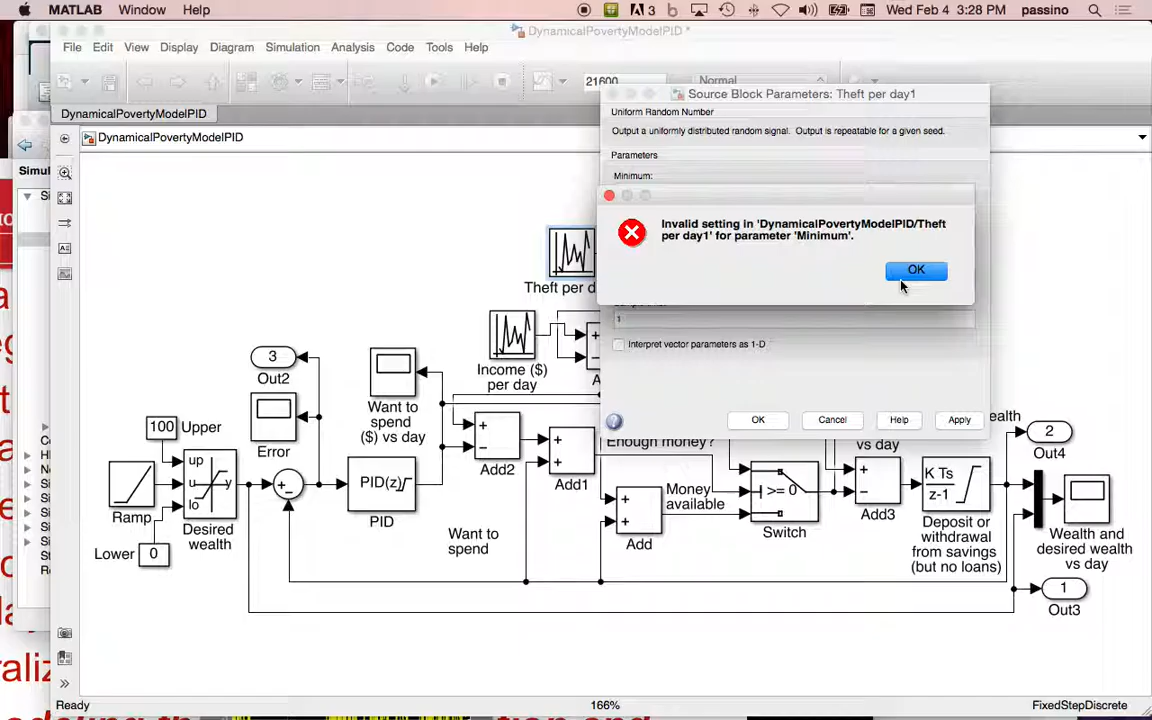 MATLAB Window Help
3
Wed Feb 4 3:28 PM passino
DynamicalPovertyModelPID *
File Edit View Display Diagram Simulation Analysis Code Tools Help
21600
Normal
DynamicalPovertyModelPID
DynamicalPovertyModelPID
Source Block Parameters: Theft per day1
Uniform Random Number
Output a uniformly distributed random signal. Output is repeatable for a given seed.
Parameters
Minimum:
Invalid setting in 'DynamicalPovertyModelPID/Theft
per day1' for parameter 'Minimum'.
OK
1
Interpret vector parameters as 1-D
OK
Cancel
Help
Apply
Theft per d
Income ($)
per day
3
Out2
Error
Want to
spend
($) vs day
Add2
Add1
Enough money?
100
Upper
up
u
lo
y
Ramp
Desired
wealth
Lower
0
PID(z)
PID
Want to
spend
Add
Money
available
>= 0
Switch
vs day
Add3
K Ts
z-1
Deposit or
withdrawal
from savings
(but no loans)
2
Out4
Wealth and
desired wealth
vs day
1
Out3
Ready
166%
FixedStepDiscrete